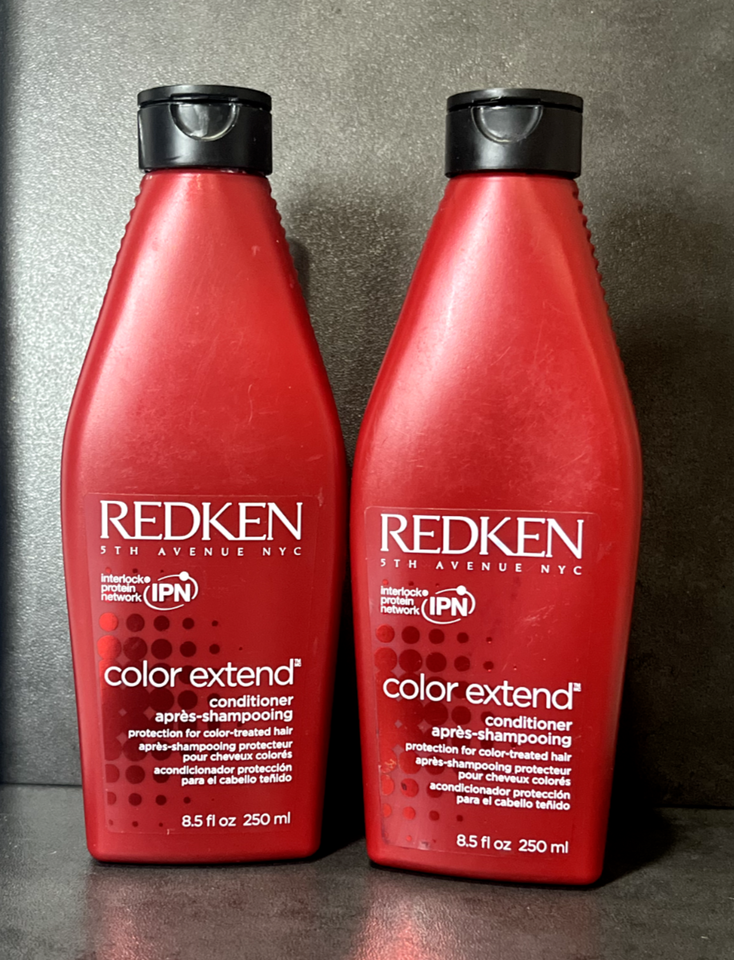 REDKEN
5TH AVENUE NYC
interlock®
protein
network IPN
color extend™
conditioner
après-shampooing
protection for color-treated hair
après-shampooing protecteur
pour cheveux colorés
acondicionador protección
para el cabello teñido
8.5 fl oz 250 ml
REDKEN
5TH AVENUE NYC
interlock®
protein
network IPN
color extend™
conditioner
après-shampooing
protection for color-treated hair
après-shampooing protecteur
pour cheveux colorés
acondicionador protección
para el cabello teñido
8.5 fl oz 250 ml